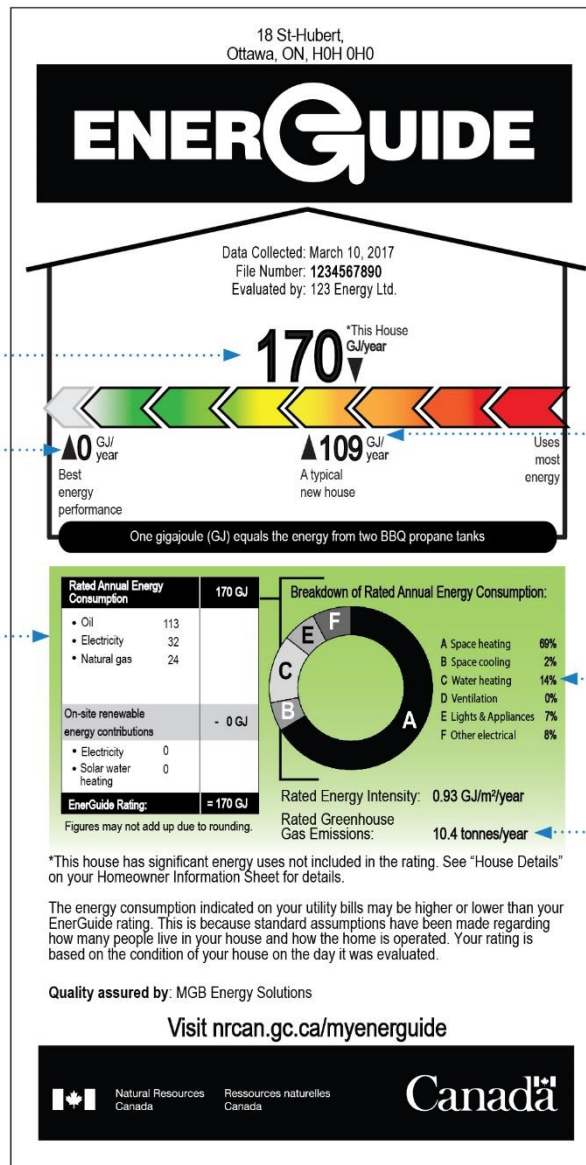 18 St-Hubert,
Ottawa, ON, H0H 0H0
ENERGUIDE
Data Collected: March 10, 2017
File Number: 1234567890
Evaluated by: 123 Energy Ltd.
170
*This House
GJ/year
0 GJ/
year
Best
energy
performance
109 GJ/
year
A typical
new house
Uses
most
energy
One gigajoule (GJ) equals the energy from two BBQ propane tanks
Rated Annual Energy
Consumption
170 GJ
• Oil 113
• Electricity 32
• Natural gas 24
On-site renewable
energy contributions
- 0 GJ
• Electricity 0
• Solar water
heating
0
EnerGuide Rating: = 170 GJ
Figures may not add up due to rounding.
Breakdown of Rated Annual Energy Consumption:
F
E
C
B
A
A Space heating 69%
B Space cooling 2%
C Water heating 14%
D Ventilation 0%
E Lights & Appliances 7%
F Other electrical 8%
Rated Energy Intensity: 0.93 GJ/m²/year
Rated Greenhouse
Gas Emissions: 10.4 tonnes/year
*This house has significant energy uses not included in the rating. See “House Details”
on your Homeowner Information Sheet for details.
The energy consumption indicated on your utility bills may be higher or lower than your
EnerGuide rating. This is because standard assumptions have been made regarding
how many people live in your house and how the home is operated. Your rating is
based on the condition of your house on the day it was evaluated.
Quality assured by: MGB Energy Solutions
Visit nrcan.gc.ca/myenerguide
Natural Resources
Canada
Ressources naturelles
Canada
Canada